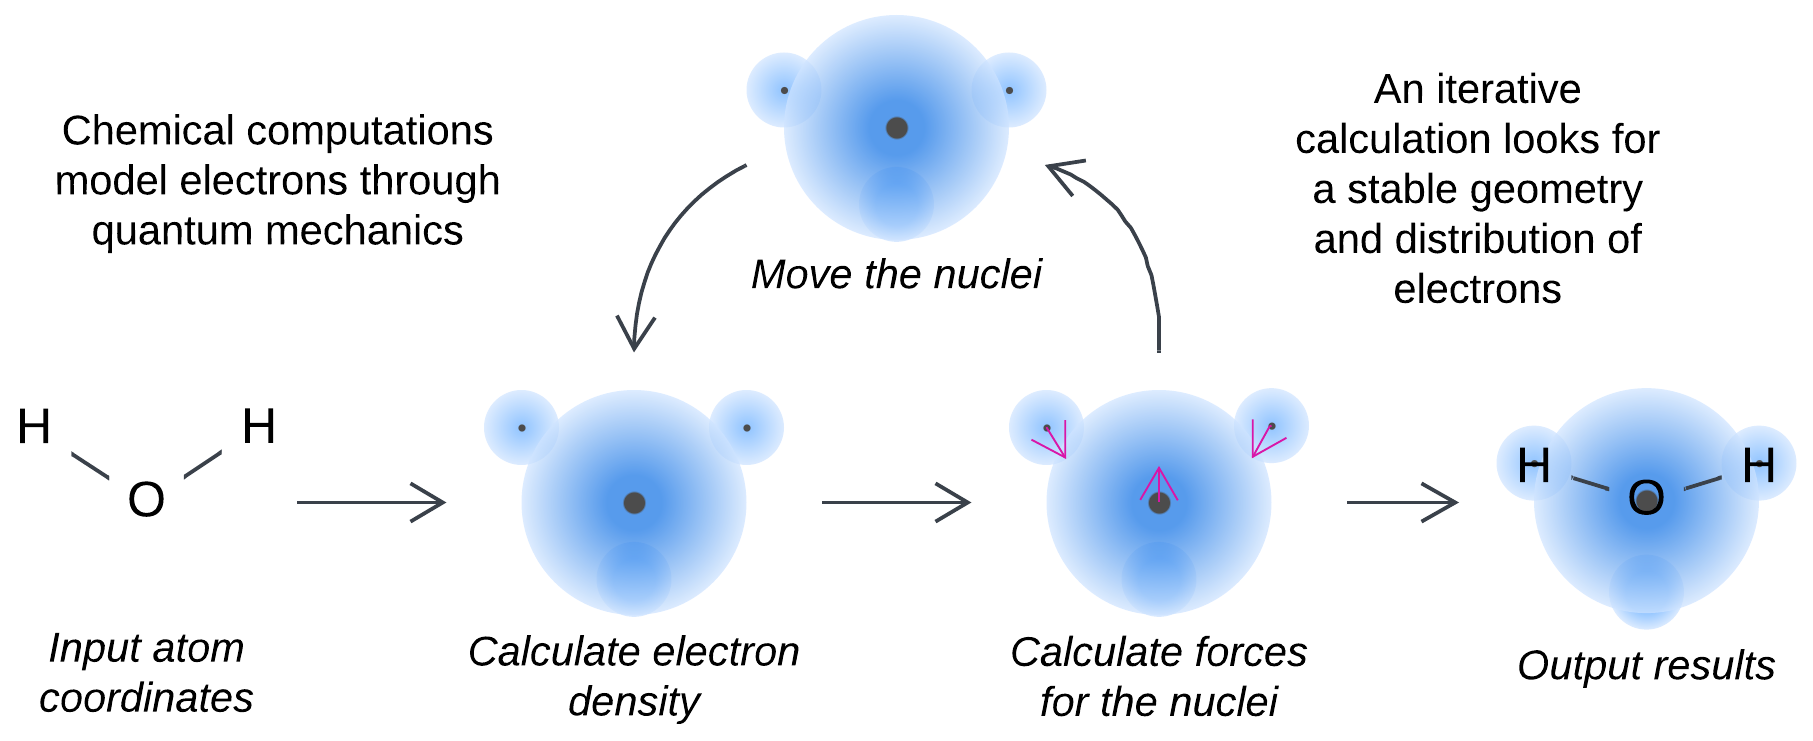 Chemical computations
model electrons through
quantum mechanics
Move the nuclei
An iterative
calculation looks for
a stable geometry
and distribution of
electrons
H H
O
Input atom
coordinates
Calculate electron
density
Calculate forces
for the nuclei
H H
O
Output results